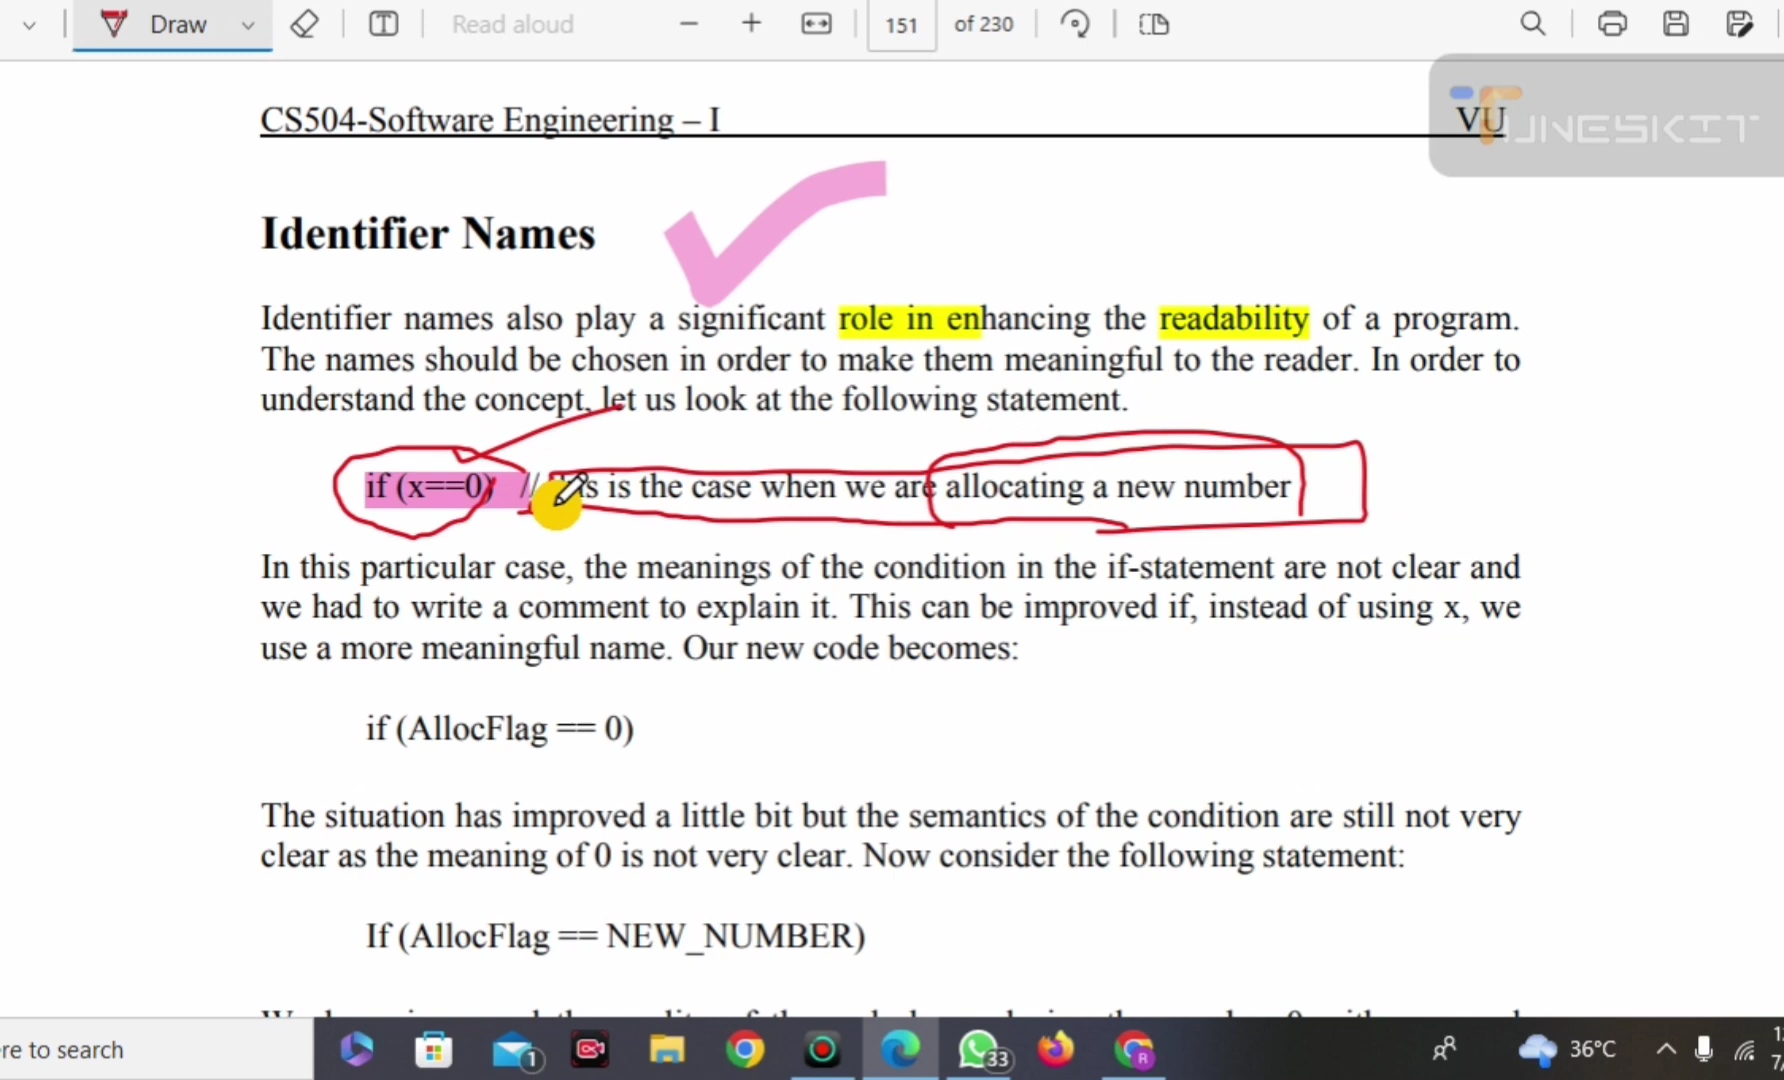 Draw
Read aloud
151 of 230
TUNESKIT
CS504-Software Engineering – I VU
Identifier Names
Identifier names also play a significant role in enhancing the readability of a program.
The names should be chosen in order to make them meaningful to the reader. In order to
understand the concept, let us look at the following statement.
if (x==0) // This is the case when we are allocating a new number
In this particular case, the meanings of the condition in the if-statement are not clear and
we had to write a comment to explain it. This can be improved if, instead of using x, we
use a more meaningful name. Our new code becomes:
if (AllocFlag == 0)
The situation has improved a little bit but the semantics of the condition are still not very
clear as the meaning of 0 is not very clear. Now consider the following statement:
If (AllocFlag == NEW_NUMBER)
re to search
1
33
R
36°C